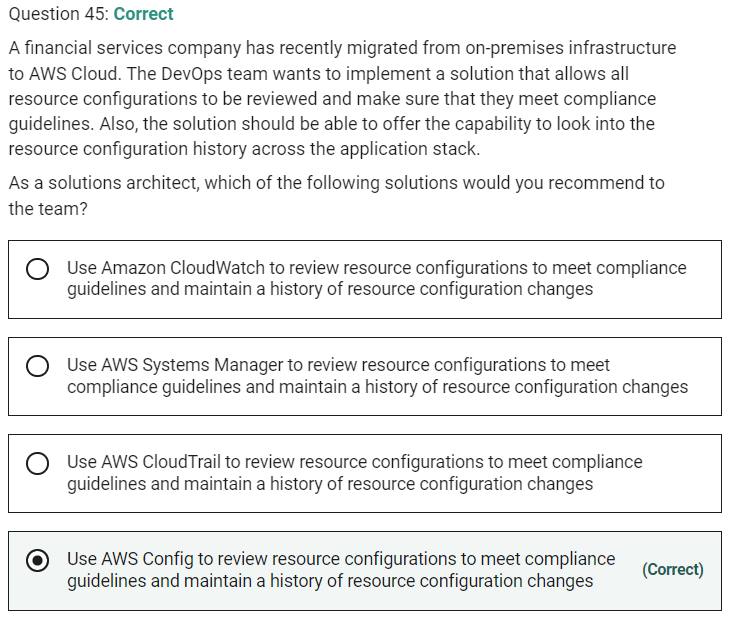 Question 45: Correct
A financial services company has recently migrated from on-premises infrastructure
to AWS Cloud. The DevOps team wants to implement a solution that allows all
resource configurations to be reviewed and make sure that they meet compliance
guidelines. Also, the solution should be able to offer the capability to look into the
resource configuration history across the application stack.
As a solutions architect, which of the following solutions would you recommend to
the team?
Use Amazon CloudWatch to review resource configurations to meet compliance
guidelines and maintain a history of resource configuration changes
Use AWS Systems Manager to review resource configurations to meet
compliance guidelines and maintain a history of resource configuration changes
Use AWS CloudTrail to review resource configurations to meet compliance
guidelines and maintain a history of resource configuration changes
Use AWS Config to review resource configurations to meet compliance
guidelines and maintain a history of resource configuration changes
(Correct)